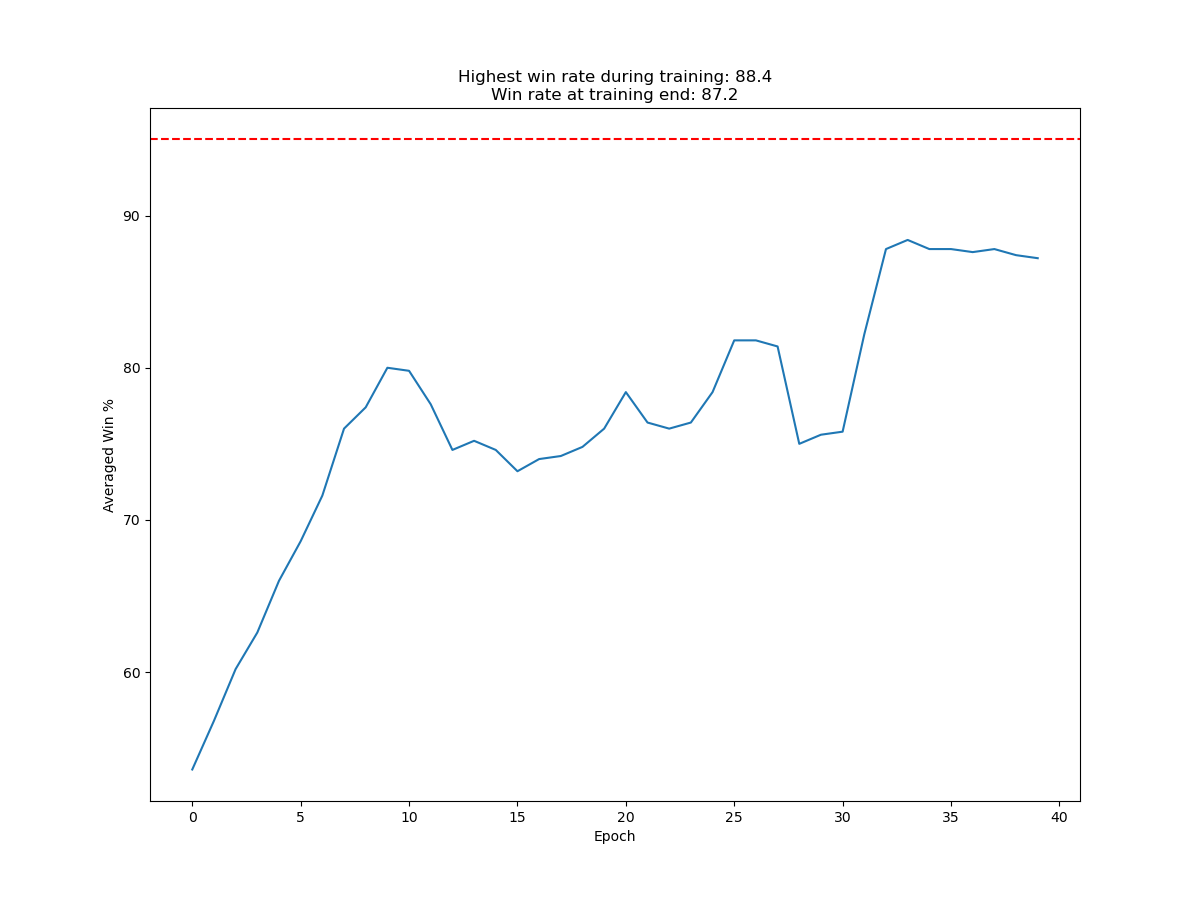 Highest win rate during training: 88.4
Win rate at training end: 87.2
90
80
70
60
Averaged Win %
0 5 10 15 20 25 30 35 40
Epoch